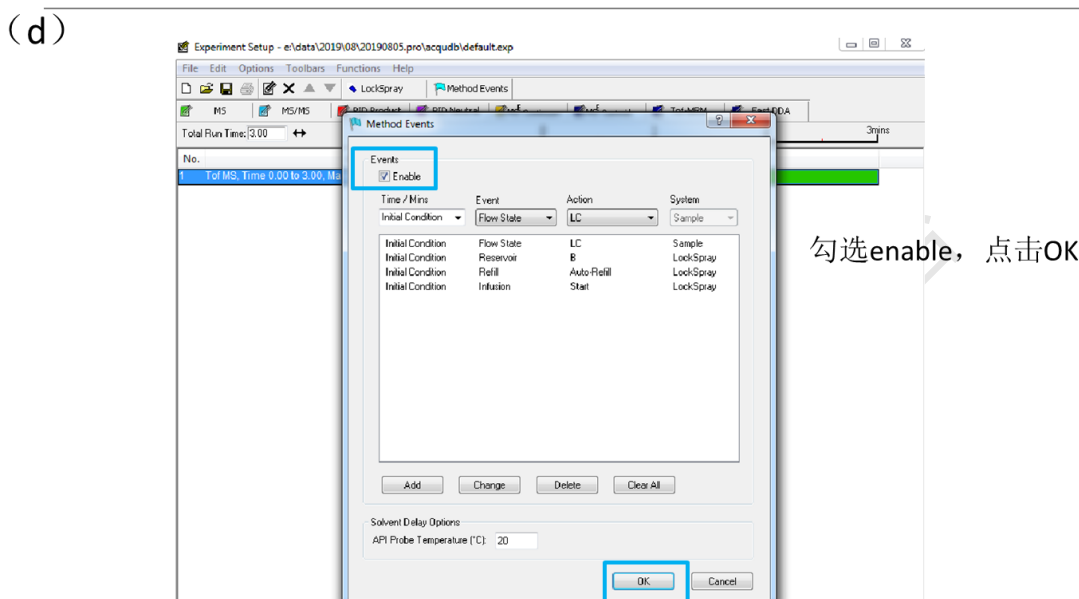 （d）
Experiment Setup - e:\data\2019\08\20190805.pro\acqudb\default.exp
File Edit Options Toolbars Functions Help
LockSpray Method Events
MS MS/MS
Total Run Time: 3.00 3mins
No.
1 Tof MS, Time 0.00 to 3.00, Ma
Method Events
Events
Enable
Time / Mins Event Action System
Initial Condition Flow State LC Sample
Initial Condition Flow State LC Sample
Initial Condition Reservoir B LockSpray
Initial Condition Refill Auto-Refill LockSpray
Initial Condition Infusion Start LockSpray
勾选enable，点击OK
Add Change Delete Clear All
Solvent Delay Options
API Probe Temperature (°C): 20
OK Cancel